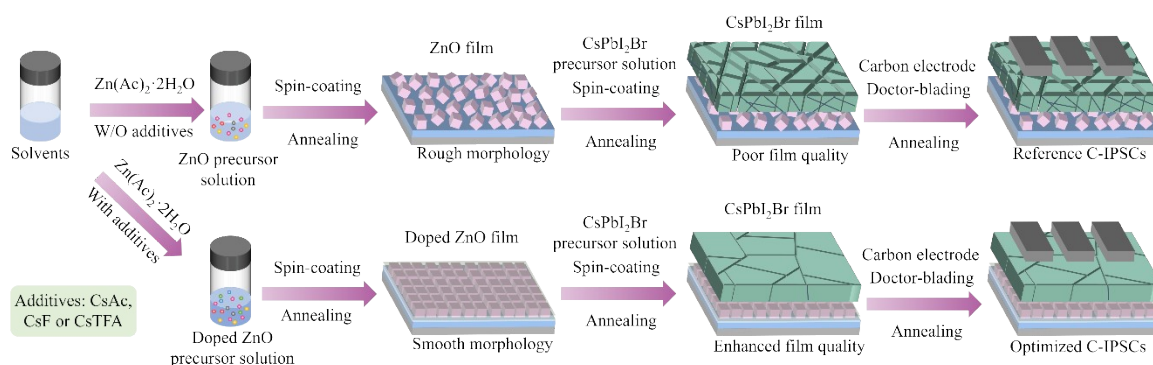 Solvents
Zn(Ac)₂·2H₂O
W/O additives
ZnO precursor
solution
Spin-coating
Annealing
ZnO film
Rough morphology
CsPbI₂Br
precursor solution
Spin-coating
Annealing
CsPbI₂Br film
Poor film quality
Carbon electrode
Doctor-blading
Annealing
Reference C-IPSCs
Zn(Ac)₂·2H₂O
With additives
Additives: CsAc,
CsF or CsTFA
Doped ZnO
precursor solution
Spin-coating
Annealing
Doped ZnO film
Smooth morphology
CsPbI₂Br
precursor solution
Spin-coating
Annealing
CsPbI₂Br film
Enhanced film quality
Carbon electrode
Doctor-blading
Annealing
Optimized C-IPSCs